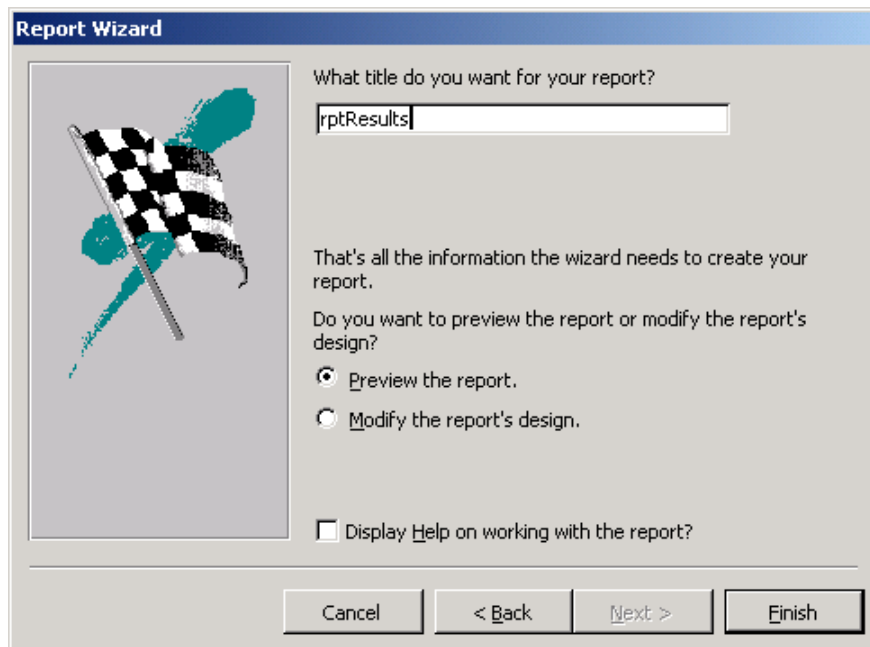 Report Wizard
What title do you want for your report?
rptResults
That's all the information the wizard needs to create your
report.
Do you want to preview the report or modify the report's
design?
Preview the report.
Modify the report's design.
Display Help on working with the report?
Cancel
< Back
Next >
Finish